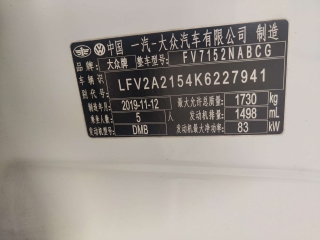 中国 一汽-大众汽车有限公司 制造
品牌 大众牌 整车型号 FV7152NABCG
LFV2A2154K6227941
制造年月 2019-11-12 最大允许总质量 1730 kg
乘坐人数 5 人 发动机排量 1498 mL
发动机型号 DMB 发动机最大净功率 83 kW